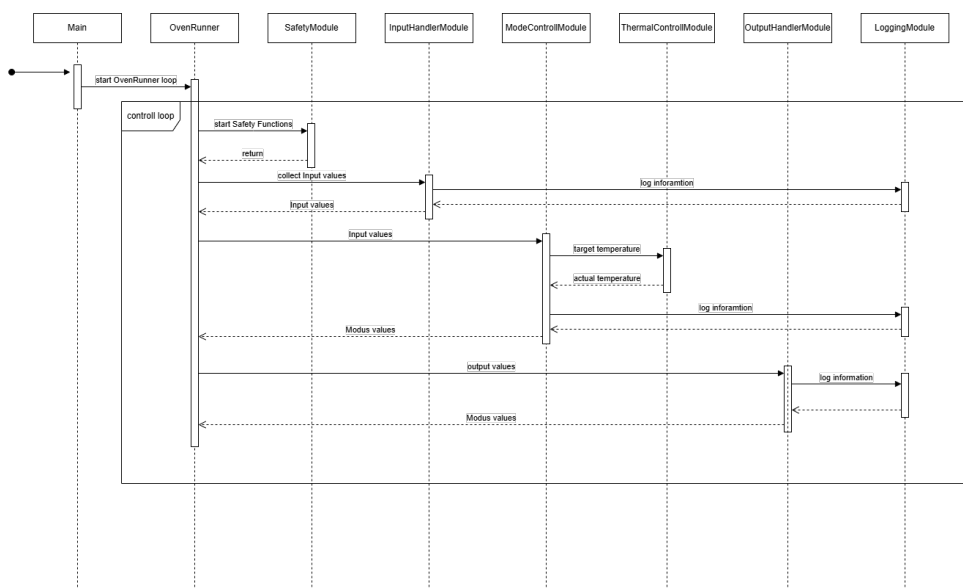 Main
OvenRunner
SafetyModule
InputHandlerModule
ModeControllModule
ThermalControllModule
OutputHandlerModule
LoggingModule
start OvenRunner loop
controll loop
start Safety Functions
return
collect Input values
log inforamtion
Input values
Input values
target temperature
actual temperature
log inforamtion
Modus values
output values
log information
Modus values